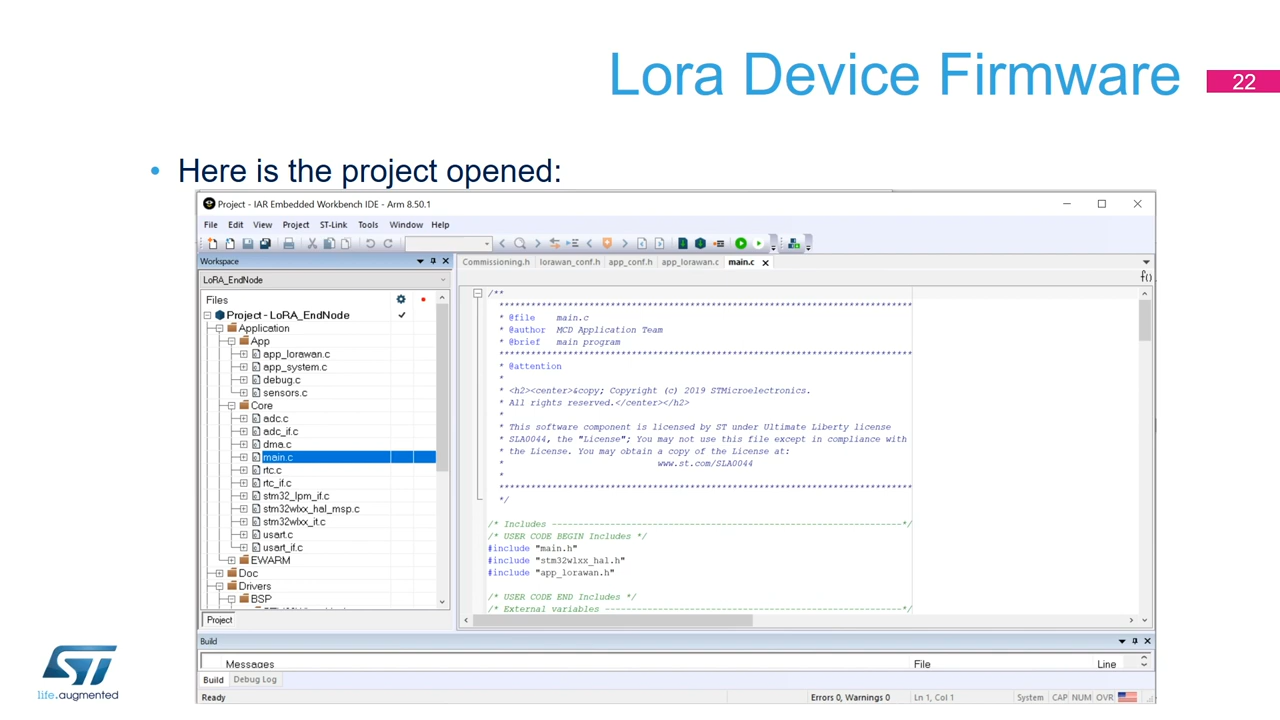 Lora Device Firmware
22
• Here is the project opened:
Project - IAR Embedded Workbench IDE - Arm 8.50.1
File Edit View Project ST-Link Tools Window Help
Workspace
LoRA_EndNode
Files
Project - LoRA_EndNode
Application
App
app_lorawan.c
app_system.c
debug.c
sensors.c
Core
adc.c
adc_if.c
dma.c
main.c
rtc.c
rtc_if.c
stm32_lpm_if.c
stm32wlxx_hal_msp.c
stm32wlxx_it.c
usart.c
usart_if.c
EWARM
Doc
Drivers
BSP
Project
Commissioning.h lorawan_conf.h app_conf.h app_lorawan.c main.c
f()
/**
******************************************************************************
* @file main.c
* @author MCD Application Team
* @brief main program
******************************************************************************
* @attention
*
* <h2><center>&copy; Copyright (c) 2019 STMicroelectronics.
* All rights reserved.</center></h2>
*
* This software component is licensed by ST under Ultimate Liberty license
* SLA0044, the "License"; You may not use this file except in compliance with
* the License. You may obtain a copy of the License at:
* www.st.com/SLA0044
*
******************************************************************************
*/
/* Includes ------------------------------------------------------------------*/
/* USER CODE BEGIN Includes */
#include "main.h"
#include "stm32wlxx_hal.h"
#include "app_lorawan.h"
/* USER CODE END Includes */
/* External variables ---------------------------------------------------------*/
Build
Messages File Line
Build Debug Log
Ready Errors 0, Warnings 0 Ln 1, Col 1 System CAP NUM OVR
ST
life.augmented